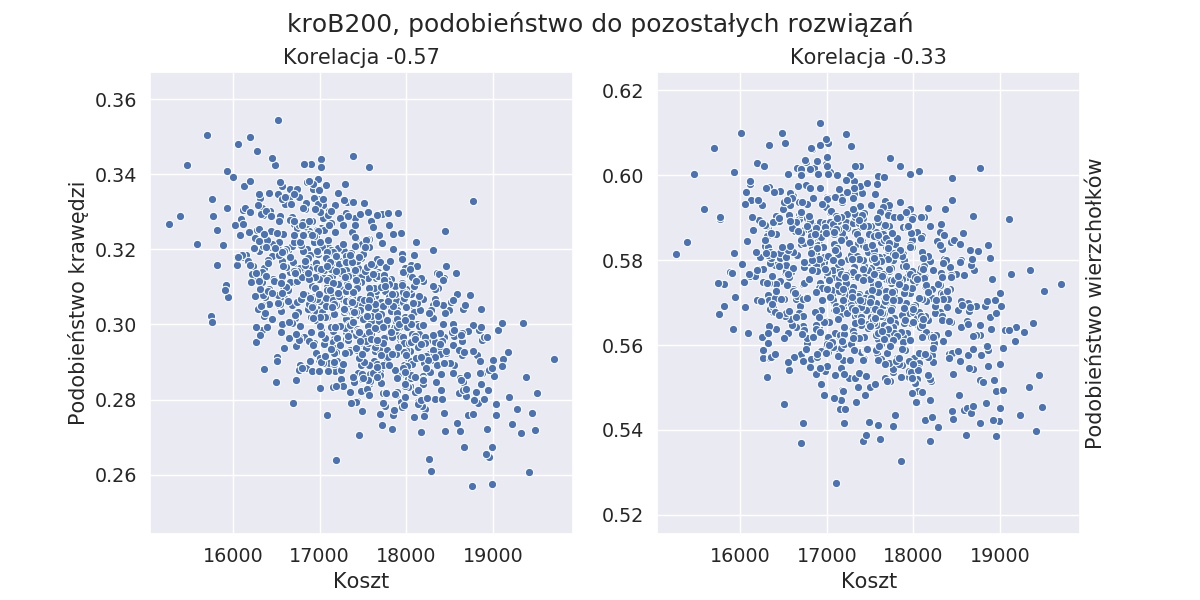 kroB200, podobieństwo do pozostałych rozwiązań
Korelacja -0.57
Podobieństwo krawędzi
0.36
0.34
0.32
0.30
0.28
0.26
16000 17000 18000 19000
Koszt
Korelacja -0.33
0.62
0.60
0.58
0.56
0.54
0.52
16000 17000 18000 19000
Koszt
Podobieństwo wierzchołków